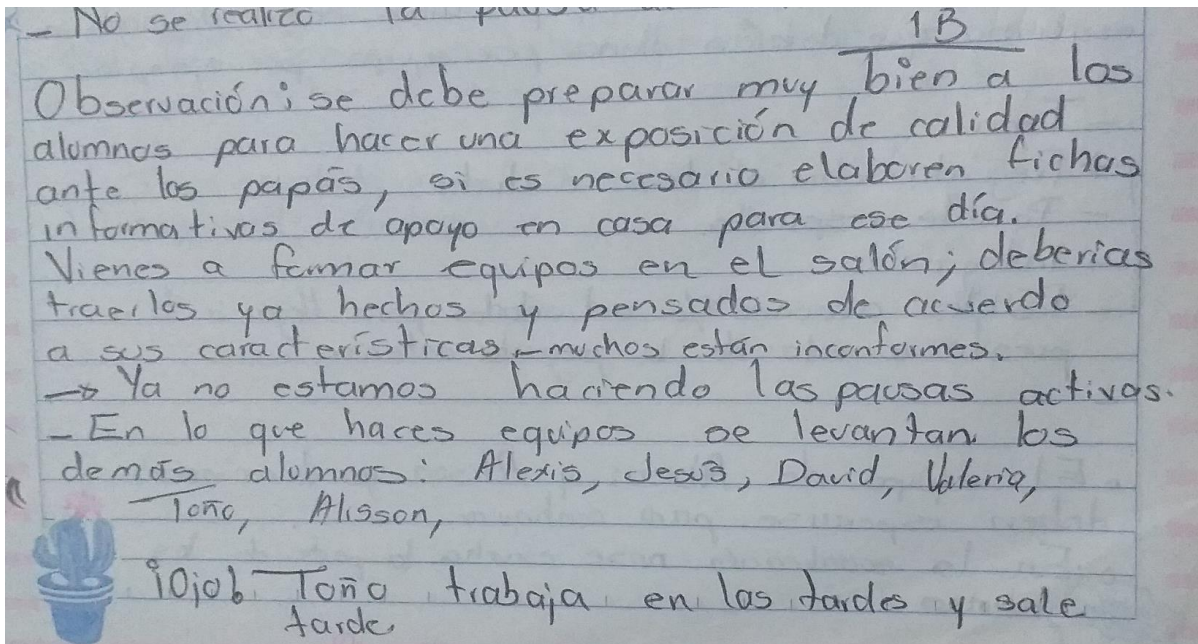 - No se realizo la
1B
Observación; se debe preparar muy bien a los
alumnos para hacer una exposición de calidad
ante los papás, si es necesario elaboren fichas
informativas de apoyo en casa para ese día.
Vienes a formar equipos en el salón; deberias
traerlos ya hechos y pensados de acuerdo
a sus características, -muchos están inconformes.
→ Ya no estamos haciendo las pausas activas.
- En lo que haces equipos se levantan los
demás alumnos: Alexis, Jesús, David, Valeria,
Toño, Alisson,
¡Ojo! Toño trabaja en las tardes y sale
tarde.